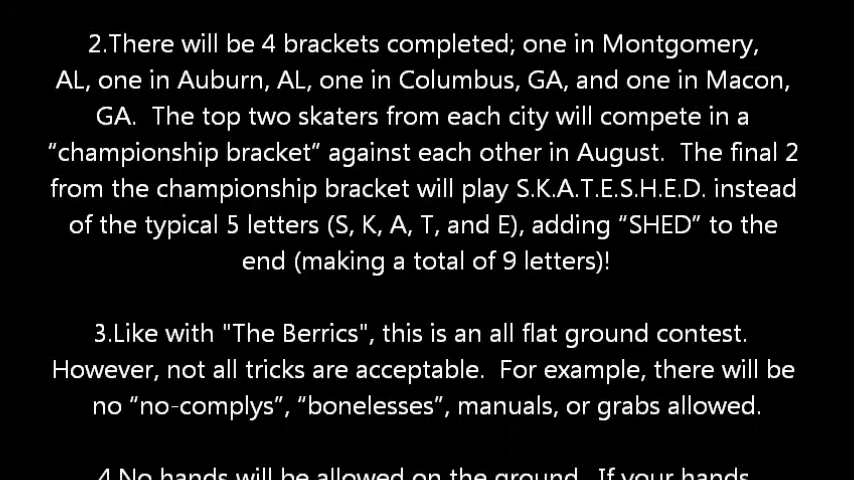 2.There will be 4 brackets completed; one in Montgomery,
AL, one in Auburn, AL, one in Columbus, GA, and one in Macon,
GA.  The top two skaters from each city will compete in a
“championship bracket” against each other in August.  The final 2
from the championship bracket will play S.K.A.T.E.S.H.E.D. instead
of the typical 5 letters (S, K, A, T, and E), adding “SHED” to the
end (making a total of 9 letters)!
3.Like with "The Berrics", this is an all flat ground contest.
However, not all tricks are acceptable.  For example, there will be
no “no-complys”, “bonelesses”, manuals, or grabs allowed.
4.No hands will be allowed on the ground.  If your hands